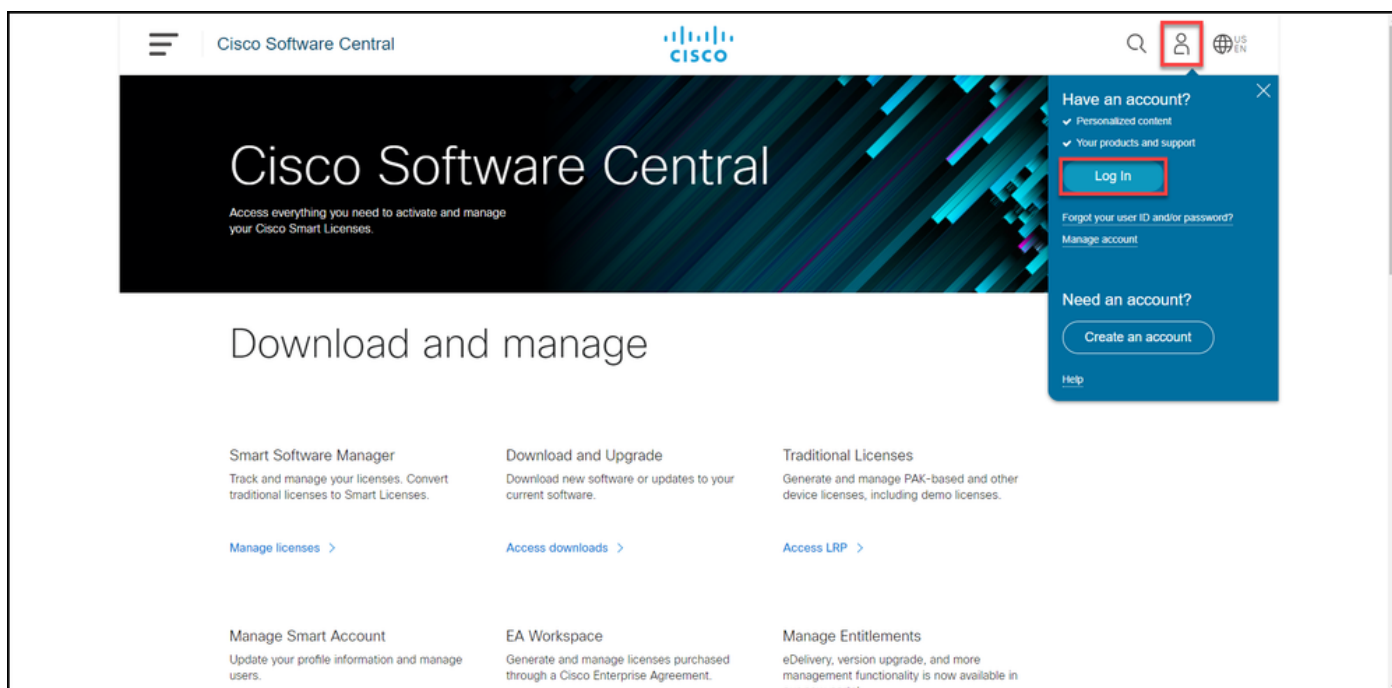 Cisco Software Central
CISCO
US
EN
Cisco Software Central
Access everything you need to activate and manage
your Cisco Smart Licenses.
Have an account?
Personalized content
Your products and support
Log In
Forgot your user ID and/or password?
Manage account
Need an account?
Create an account
Help
Download and manage
Smart Software Manager
Track and manage your licenses. Convert
traditional licenses to Smart Licenses.
Manage licenses
Download and Upgrade
Download new software or updates to your
current software.
Access downloads
Traditional Licenses
Generate and manage PAK-based and other
device licenses, including demo licenses.
Access LRP
Manage Smart Account
Update your profile information and manage
users.
EA Workspace
Generate and manage licenses purchased
through a Cisco Enterprise Agreement.
Manage Entitlements
eDelivery, version upgrade, and more
management functionality is now available in